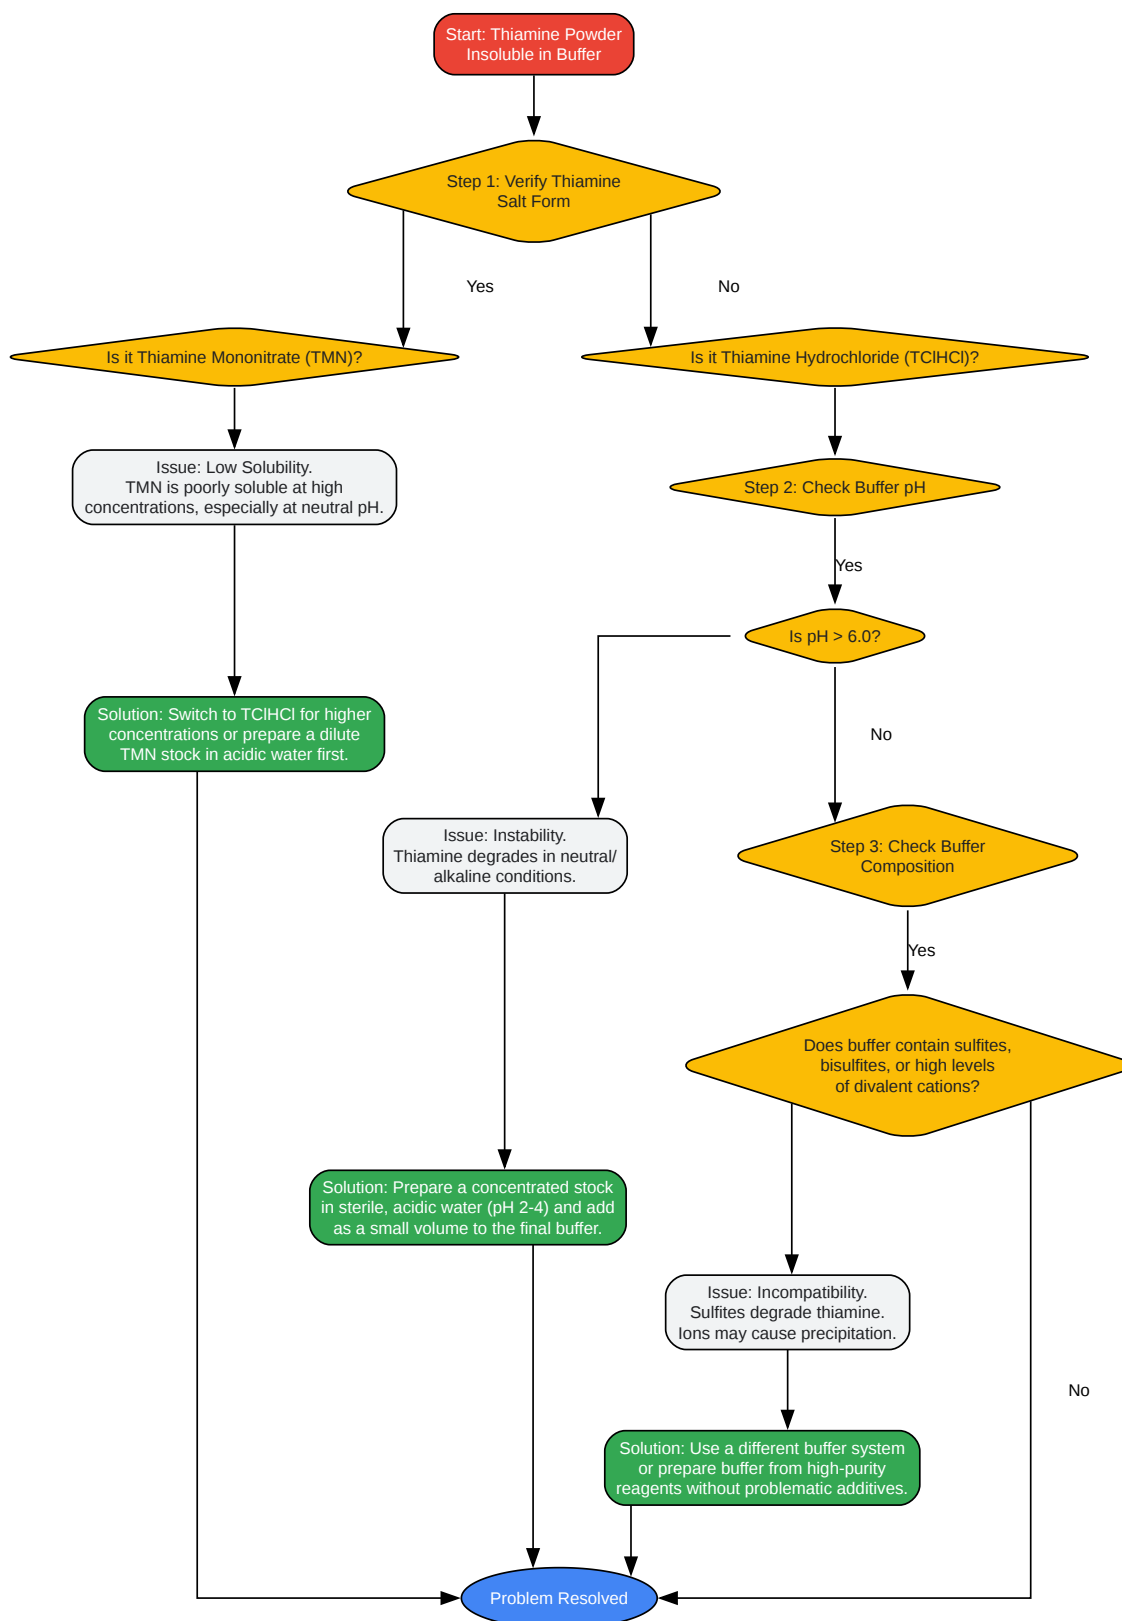 Start: Thiamine Powder
Insoluble in Buffer
Step 1: Verify Thiamine
Salt Form
Yes
No
Is it Thiamine Mononitrate (TMN)?
Is it Thiamine Hydrochloride (TClHCl)?
Issue: Low Solubility.
TMN is poorly soluble at high
concentrations, especially at neutral pH.
Step 2: Check Buffer pH
Yes
Is pH > 6.0?
Solution: Switch to TClHCl for higher
concentrations or prepare a dilute
TMN stock in acidic water first.
No
Issue: Instability.
Thiamine degrades in neutral/
alkaline conditions.
Step 3: Check Buffer
Composition
Yes
Does buffer contain sulfites,
bisulfites, or high levels
of divalent cations?
Solution: Prepare a concentrated stock
in sterile, acidic water (pH 2-4) and add
as a small volume to the final buffer.
Issue: Incompatibility.
Sulfites degrade thiamine.
Ions may cause precipitation.
No
Solution: Use a different buffer system
or prepare buffer from high-purity
reagents without problematic additives.
Problem Resolved